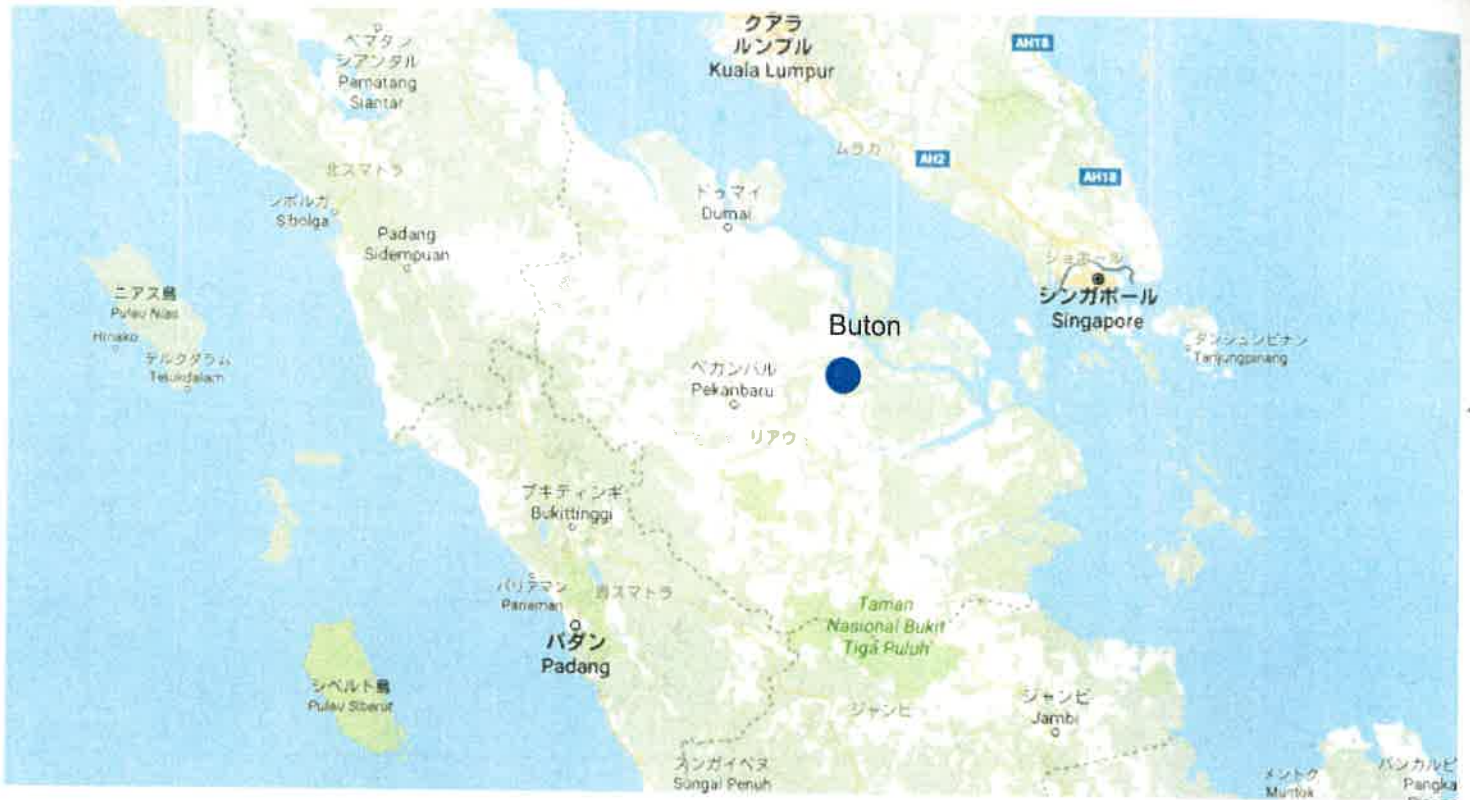 クアラ
ルンプル
Kuala Lumpur
AH18
ペマタン
シアンタル
Pematang
Siantar
ムラカ
AH2
AH18
北スマトラ
ドゥマイ
Dumai
シボルガ
Sibolga
Padang
Sidempuan
ジョホール
シンガポール
Singapore
ニアス島
Pulau Nias
Hinako
テルクダラム
Telukdalam
Buton
タンジュンピナン
Tanjungpinang
ペカンバル
Pekanbaru
リアウ
ブキティンギ
Bukittinggi
パリアマン
Pariaman
西スマトラ
パダン
Padang
Taman
Nasional Bukit
Tiga Puluh
シベルト島
Pulau Siberut
ジャンビ
ジャンビ
Jambi
スンガイペヌ
Sungai Penuh
メントク
Muntok
パンカルピ
Pangka